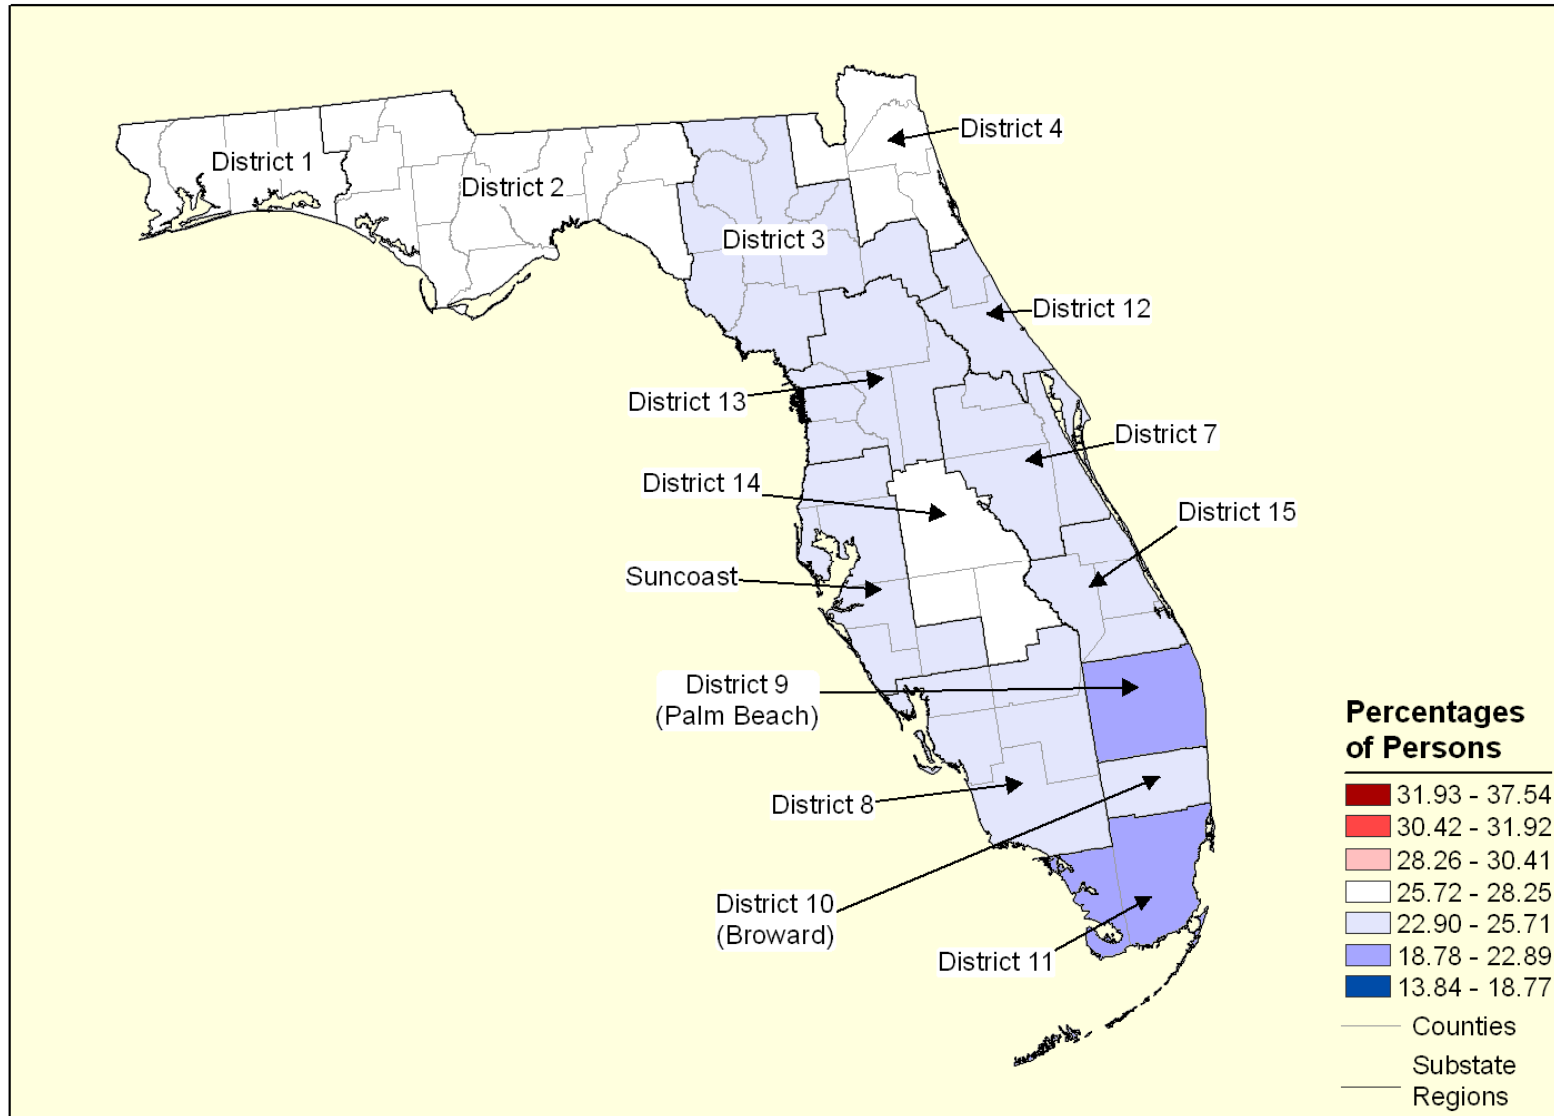 District 4
District 1
District 2
District 3
District 12
District 13
District 7
District 14
District 15
Suncoast
District 9
(Palm Beach)
District 8
District 10
(Broward)
District 11
Percentages
of Persons
31.93 - 37.54
30.42 - 31.92
28.26 - 30.41
25.72 - 28.25
22.90 - 25.71
18.78 - 22.89
13.84 - 18.77
Counties
Substate
Regions